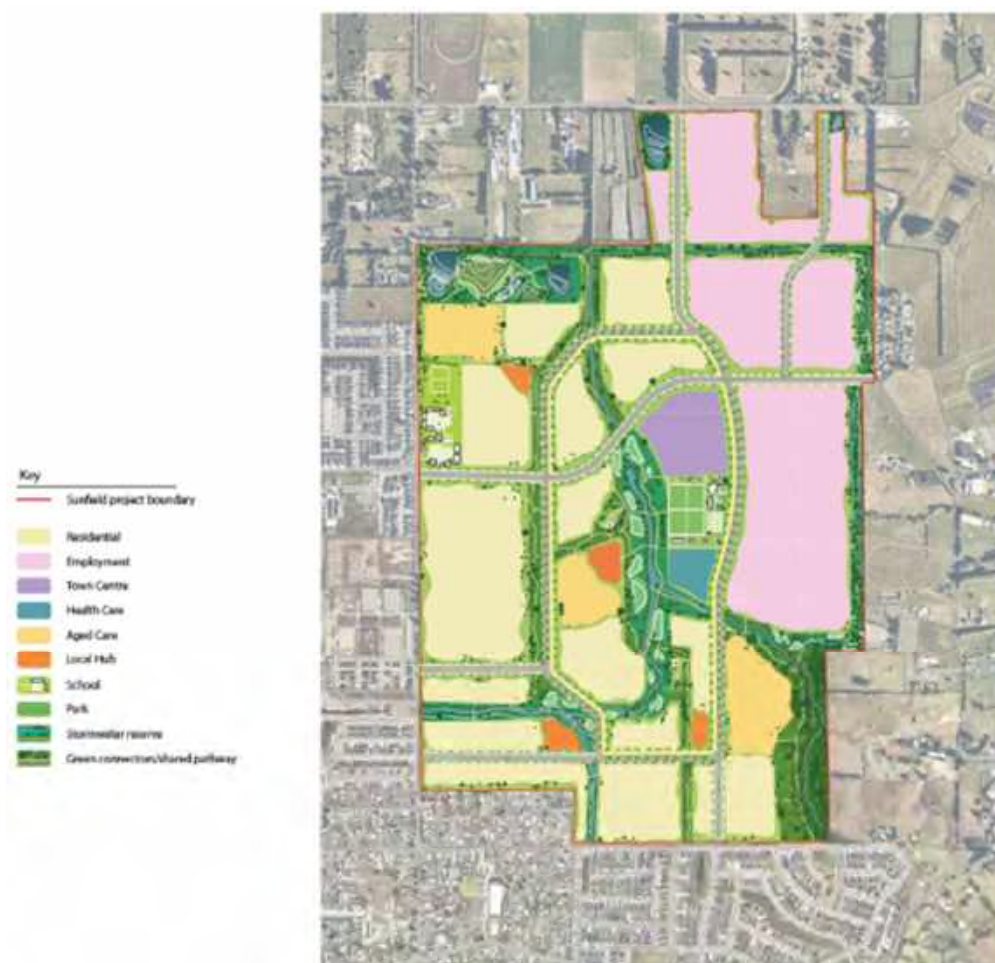 Key
Sunfield project boundary
Residential
Employment
Town Centre
Health Care
Aged Care
Local Hub
School
Park
Stormwater reserve
Green connectors/shared pathway